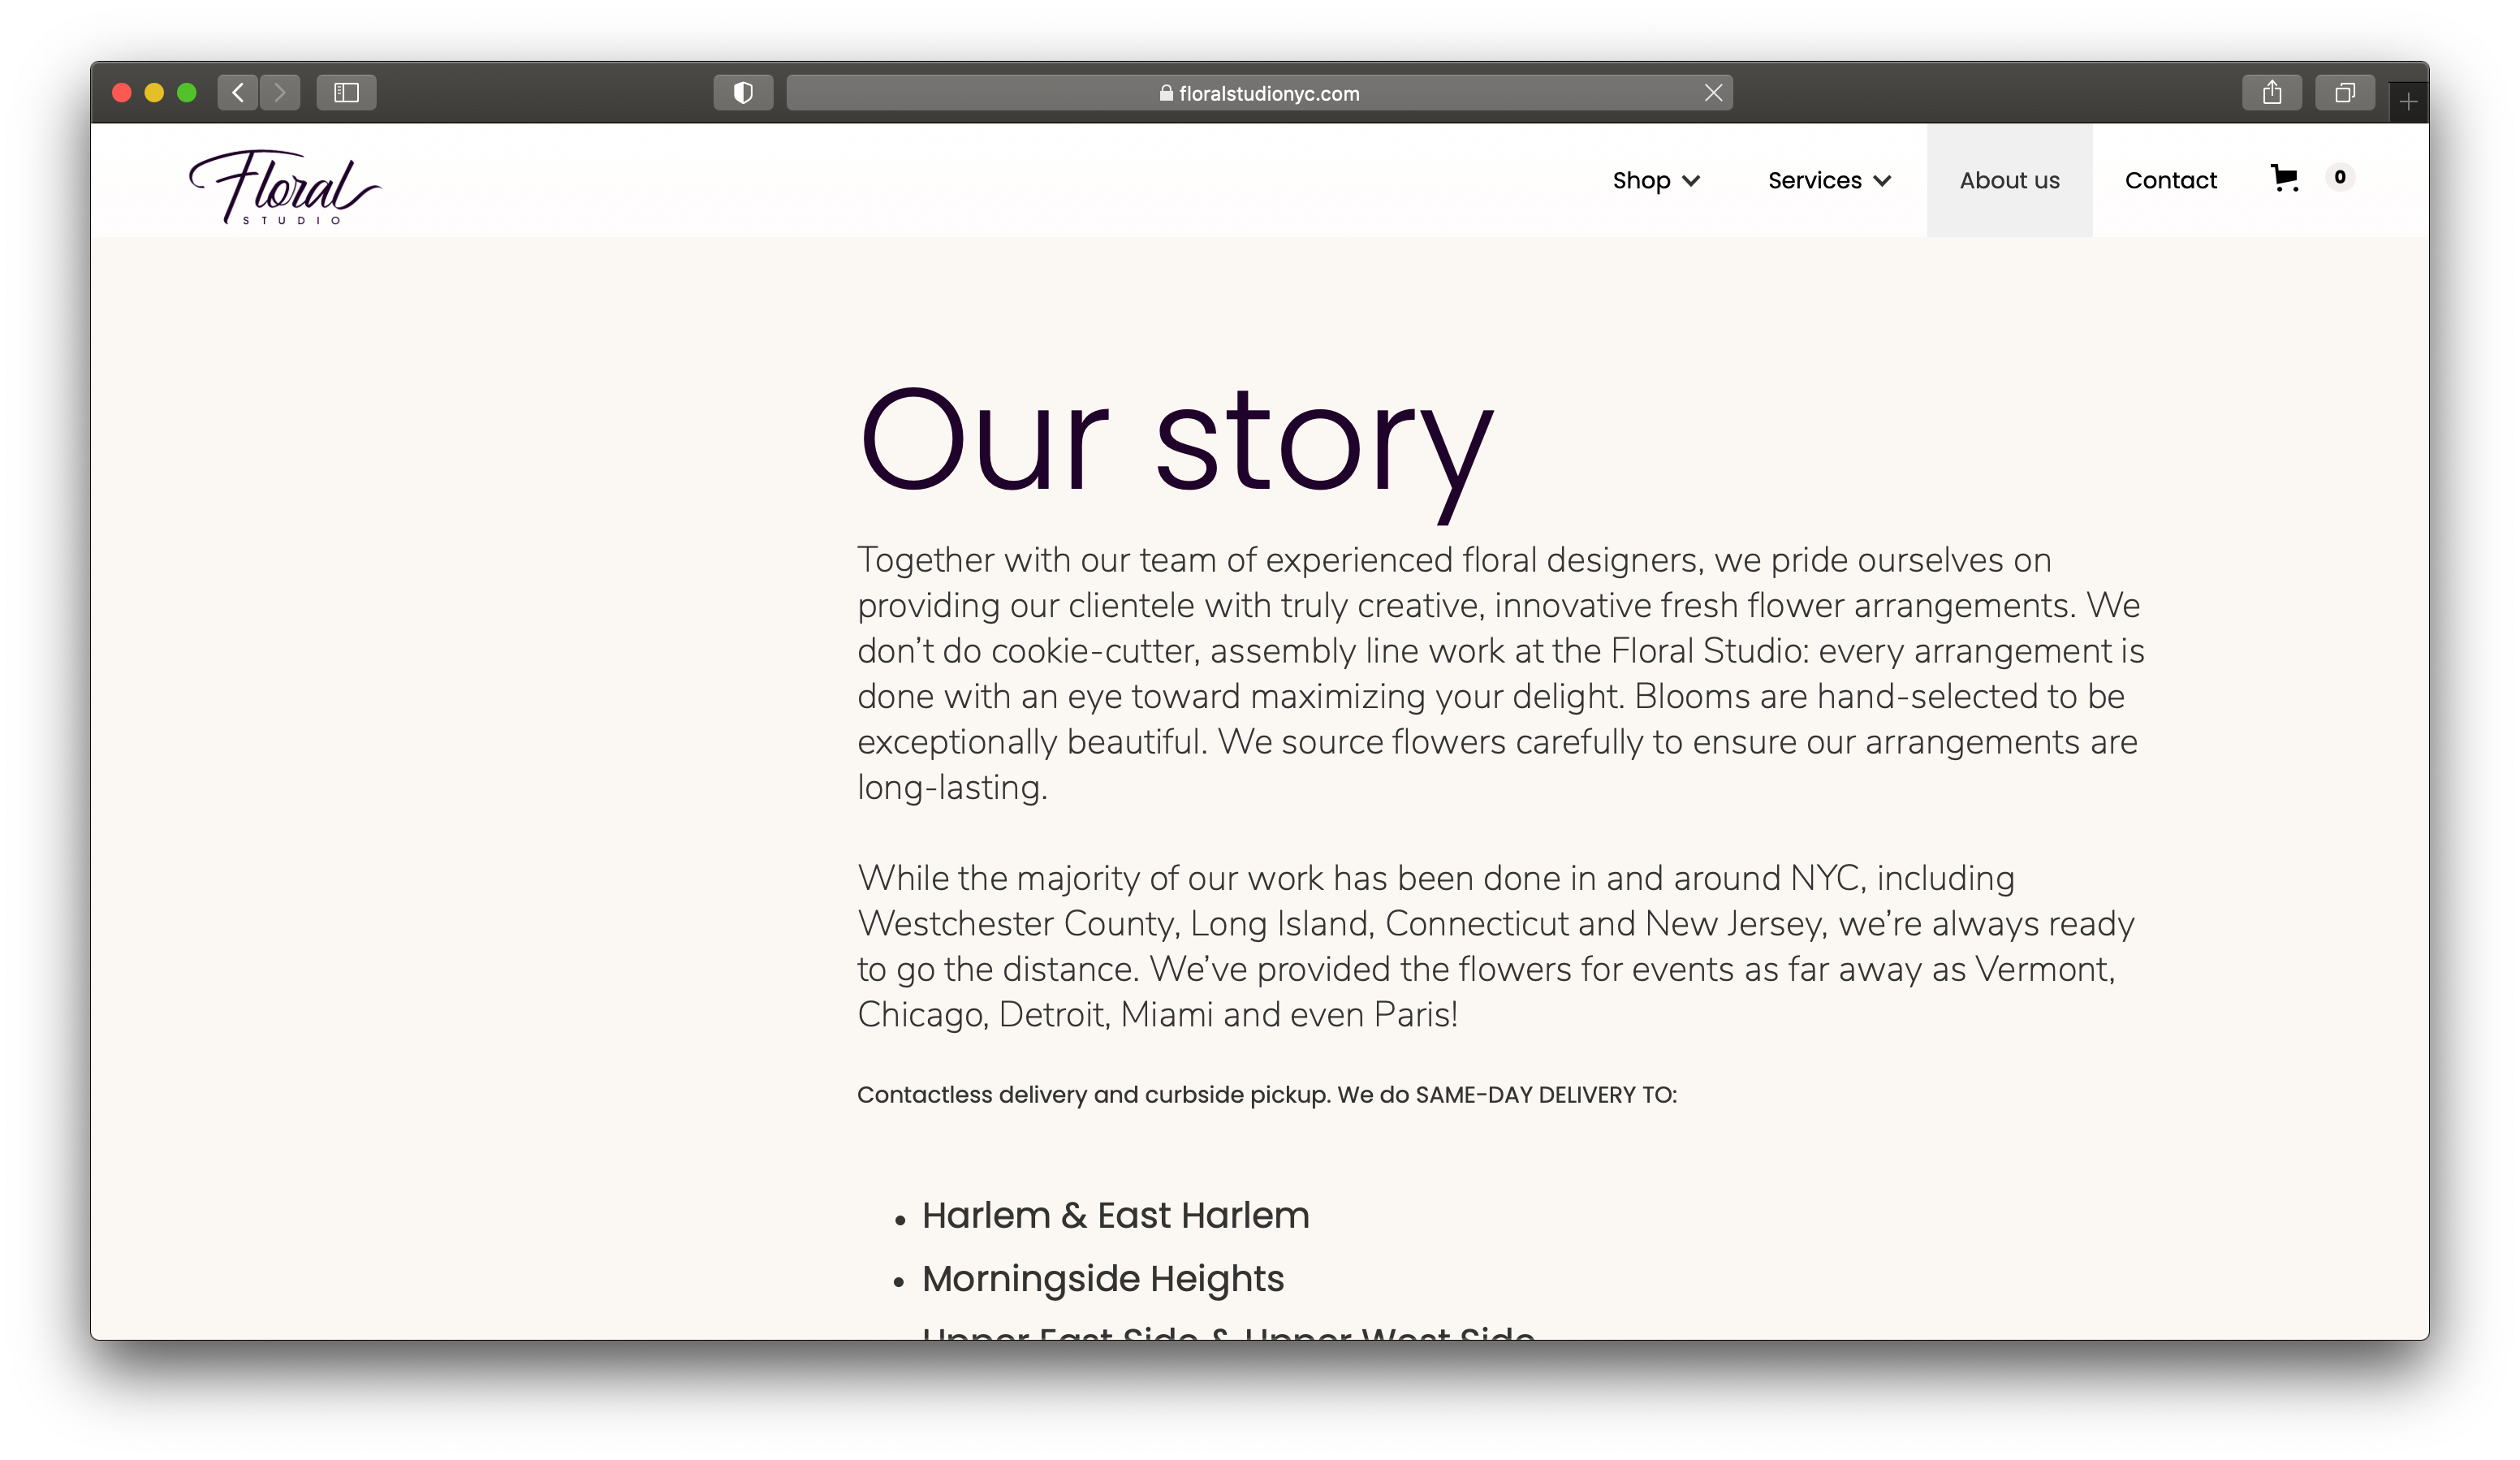 floralstudionyc.com
Floral
STUDIO
Shop
Services
About us
Contact
0
Our story
Together with our team of experienced floral designers, we pride ourselves on
providing our clientele with truly creative, innovative fresh flower arrangements. We
don’t do cookie-cutter, assembly line work at the Floral Studio: every arrangement is
done with an eye toward maximizing your delight. Blooms are hand-selected to be
exceptionally beautiful. We source flowers carefully to ensure our arrangements are
long-lasting.
While the majority of our work has been done in and around NYC, including
Westchester County, Long Island, Connecticut and New Jersey, we’re always ready
to go the distance. We’ve provided the flowers for events as far away as Vermont,
Chicago, Detroit, Miami and even Paris!
Contactless delivery and curbside pickup. We do SAME-DAY DELIVERY TO:
• Harlem & East Harlem
• Morningside Heights
Upper East Side & Upper West Side